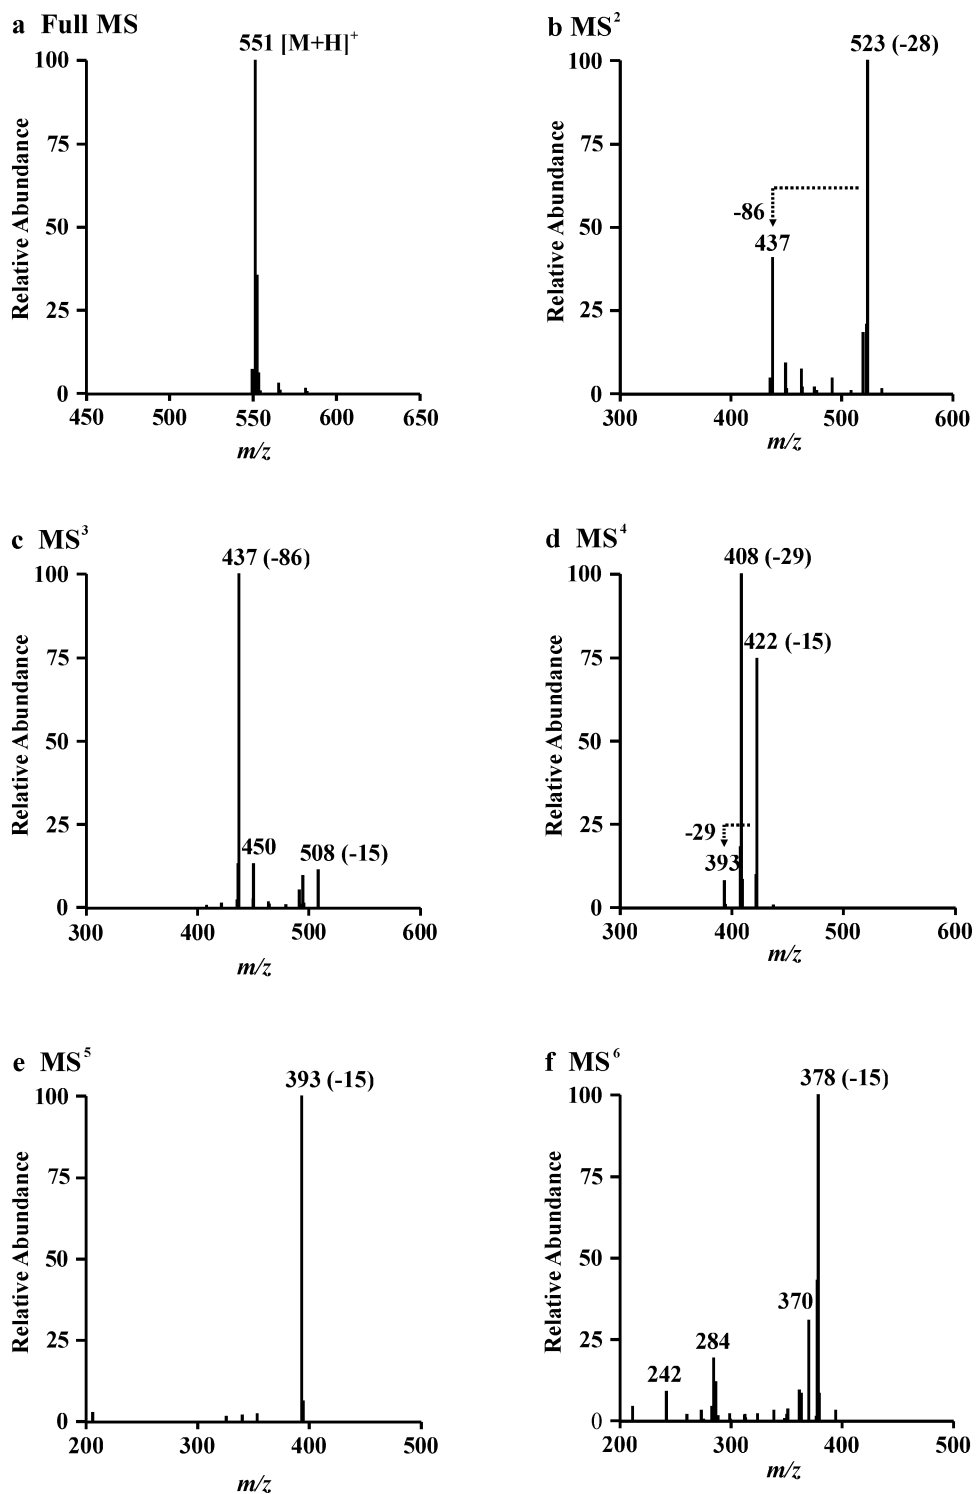 a Full MS
551 [M+H]+
100
75
50
25
0
Relative Abundance
450 500 550 600 650
m/z
b MS2
523 (-28)
-86
437
100
75
50
25
0
Relative Abundance
300 400 500 600
m/z
c MS3
437 (-86)
450
508 (-15)
100
75
50
25
0
Relative Abundance
300 400 500 600
m/z
d MS4
408 (-29)
422 (-15)
-29
393
100
75
50
25
0
Relative Abundance
300 400 500 600
m/z
e MS5
393 (-15)
100
75
50
25
0
Relative Abundance
200 300 400 500
m/z
f MS6
378 (-15)
370
284
242
100
75
50
25
0
Relative Abundance
200 300 400 500
m/z